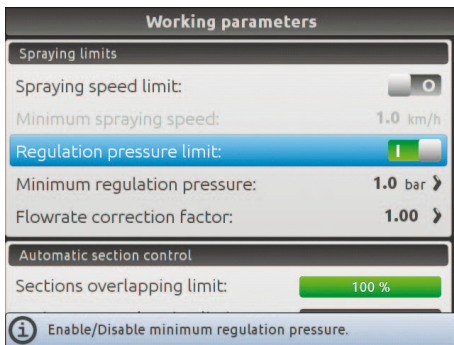 Working parameters
Spraying limits
Spraying speed limit: O
Minimum spraying speed: 1.0 km/h
Regulation pressure limit: I
Minimum regulation pressure: 1.0 bar
Flowrate correction factor: 1.00
Automatic section control
Sections overlapping limit: 100 %
Enable/Disable minimum regulation pressure.